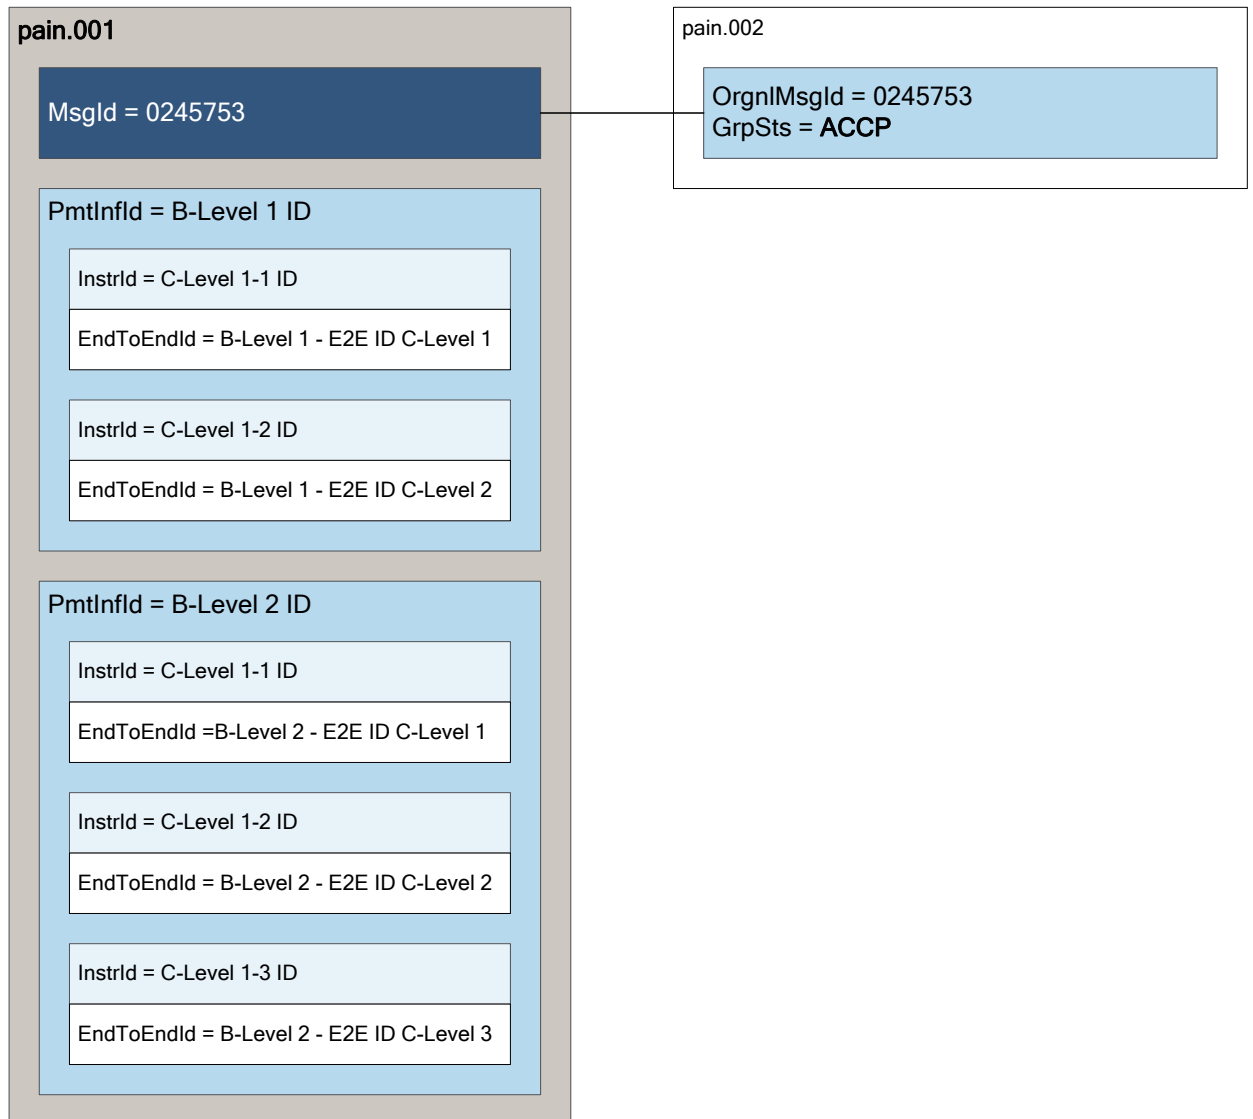 pain.001
MsgId = 0245753
PmtInfId = B-Level 1 ID
InstrId = C-Level 1-1 ID
EndToEndId = B-Level 1 - E2E ID C-Level 1
InstrId = C-Level 1-2 ID
EndToEndId = B-Level 1 - E2E ID C-Level 2
PmtInfId = B-Level 2 ID
InstrId = C-Level 1-1 ID
EndToEndId =B-Level 2 - E2E ID C-Level 1
InstrId = C-Level 1-2 ID
EndToEndId = B-Level 2 - E2E ID C-Level 2
InstrId = C-Level 1-3 ID
EndToEndId = B-Level 2 - E2E ID C-Level 3
pain.002
OrgnlMsgId = 0245753
GrpSts = ACCP